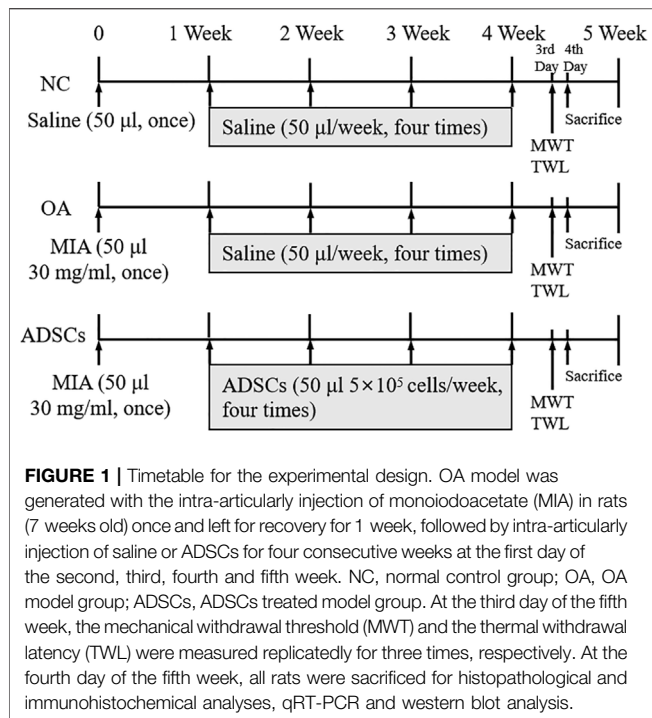 0 1 Week 2 Week 3 Week 4 Week 5 Week
3rd 4th
Day Day
NC
Saline (50 μl, once)
Saline (50 μl/week, four times)
Sacrifice
MWT
TWL
OA
MIA (50 μl
30 mg/ml, once)
Saline (50 μl/week, four times)
Sacrifice
MWT
TWL
ADSCs
MIA (50 μl
30 mg/ml, once)
ADSCs (50 μl 5×10⁵ cells/week,
four times)
Sacrifice
MWT
TWL
FIGURE 1 | Timetable for the experimental design. OA model was
generated with the intra-articularly injection of monoiodoacetate (MIA) in rats
(7 weeks old) once and left for recovery for 1 week, followed by intra-articularly
injection of saline or ADSCs for four consecutive weeks at the first day of
the second, third, fourth and fifth week. NC, normal control group; OA, OA
model group; ADSCs, ADSCs treated model group. At the third day of the fifth
week, the mechanical withdrawal threshold (MWT) and the thermal withdrawal
latency (TWL) were measured replicatedly for three times, respectively. At the
fourth day of the fifth week, all rats were sacrificed for histopathological and
immunohistochemical analyses, qRT-PCR and western blot analysis.